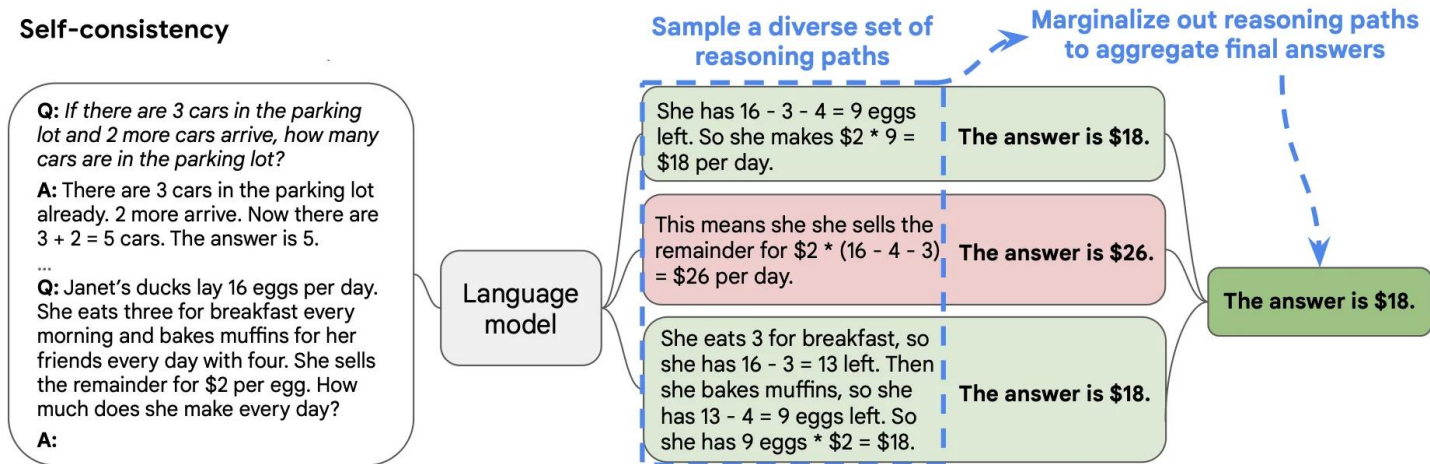 Self-consistency
Sample a diverse set of
reasoning paths
Marginalize out reasoning paths
to aggregate final answers
Q: If there are 3 cars in the parking
lot and 2 more cars arrive, how many
cars are in the parking lot?
A: There are 3 cars in the parking lot
already. 2 more arrive. Now there are
3 + 2 = 5 cars. The answer is 5.
...
Q: Janet's ducks lay 16 eggs per day.
She eats three for breakfast every
morning and bakes muffins for her
friends every day with four. She sells
the remainder for $2 per egg. How
much does she make every day?
A:
Language
model
She has 16 - 3 - 4 = 9 eggs
left. So she makes $2 * 9 =
$18 per day.
The answer is $18.
This means she she sells the
remainder for $2 * (16 - 4 - 3)
= $26 per day.
The answer is $26.
She eats 3 for breakfast, so
she has 16 - 3 = 13 left. Then
she bakes muffins, so she
has 13 - 4 = 9 eggs left. So
she has 9 eggs * $2 = $18.
The answer is $18.
The answer is $18.